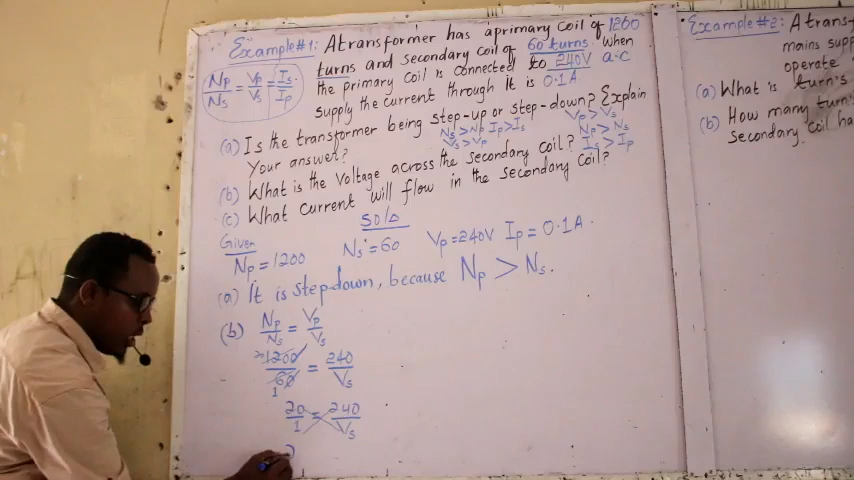 Example#1: A transformer has a primary coil of 1200
turns and secondary coil of 60 turns. When
the primary coil is connected to 240V a.c
supply the current through it is 0.1A
Np/Ns = Vp/Vs = Is/Ip
(a) Is the transformer being step-up or step-down? Explain
your answer?
Ns>Np Ip>Is
Vs>Vp
Vp>Vs
Np>Ns
Is>Ip
(b) What is the Voltage across the secondary coil?
(c) What current will flow in the secondary coil?
Soln
Given
Np=1200 Ns=60 Vp=240V Ip=0.1A.
(a) It is step-down, because Np > Ns.
(b) Np/Ns = Vp/Vs
1200/60 = 240/Vs
20/1 = 240/Vs
2
Example #2: A trans
mains supp
operate
(a) What is turn's
(b) How many turn's
secondary coil ha